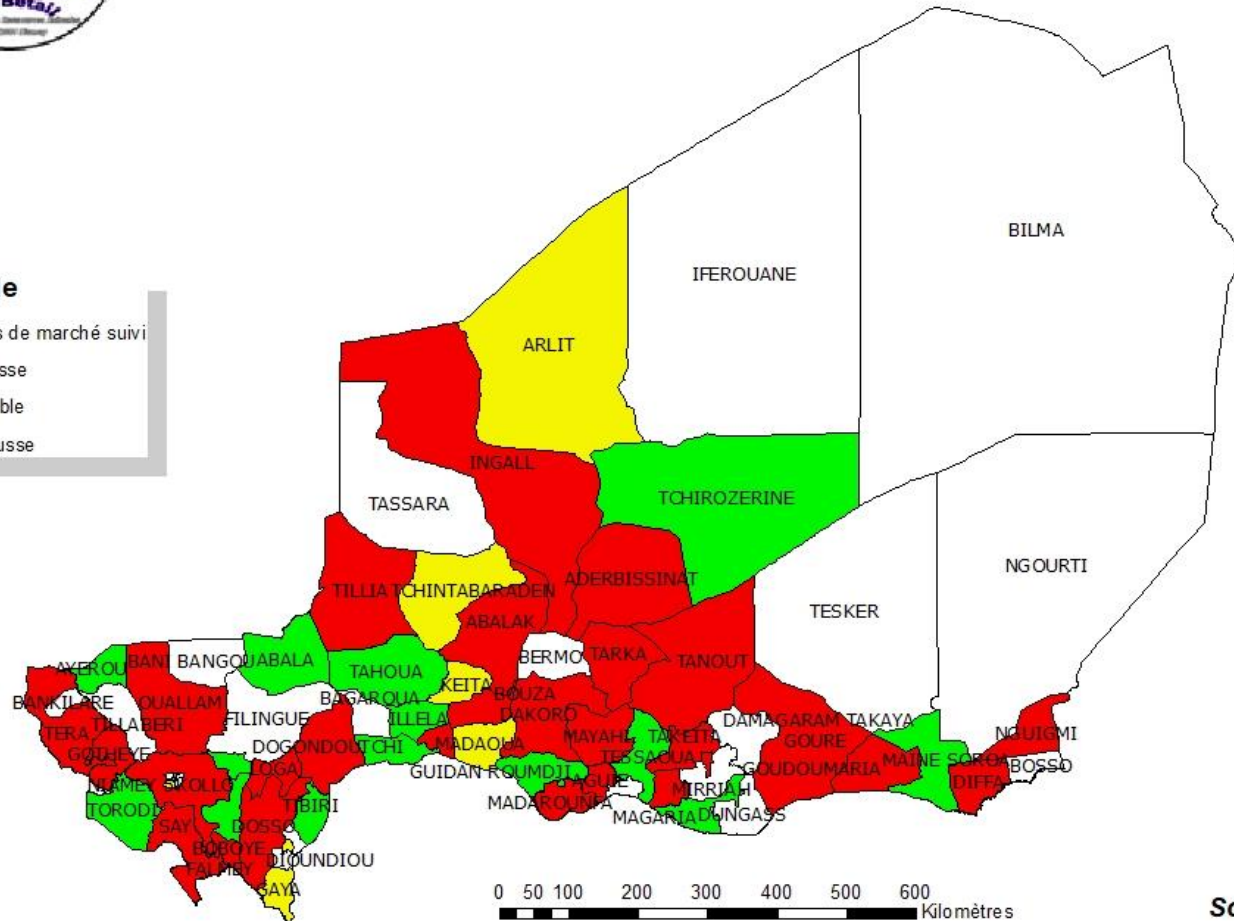 Bétail
e
s de marché suivi
sse
ble
usse
BILMA
IFEROUANE
ARLIT
INGALL
TCHIROZERINE
TASSARA
NGOURTI
ADERBISSINAT
TILLIA
TCHINTABARADEN
TESKER
ABALAK
BERMO
TARKA
TANOUT
AYEROU
BANI
BANGOU
ABALA
TAHOUA
KEITA
BAGAROUA
BOUZA
BANKILARE
OUALLAM
TILLABERI
FILINGUE
ILLELA
DAKORO
DAMAGARAM TAKAYA
TERA
GOTHEYE
DOGONDOUTCHI
MADAOUA
MAYAHI
TAKEITA
GOURE
NGUIGMI
TESSAOUA
MAINE SOROA
BOSSO
LOGA
GUIDAN ROUMDJI
AGUIE
GOUDOUMARIA
DIFFA
NIAMEY
KOLLO
MIRRIAH
TORODI
TIBIRI
MADAROUNFA
MAGARIA
DUNGASS
SAY
DOSSO
BOBOYE
DIOUNDIOU
FALMEY
GAYA
0 50 100 200 300 400 500 600
Kilomètres
So